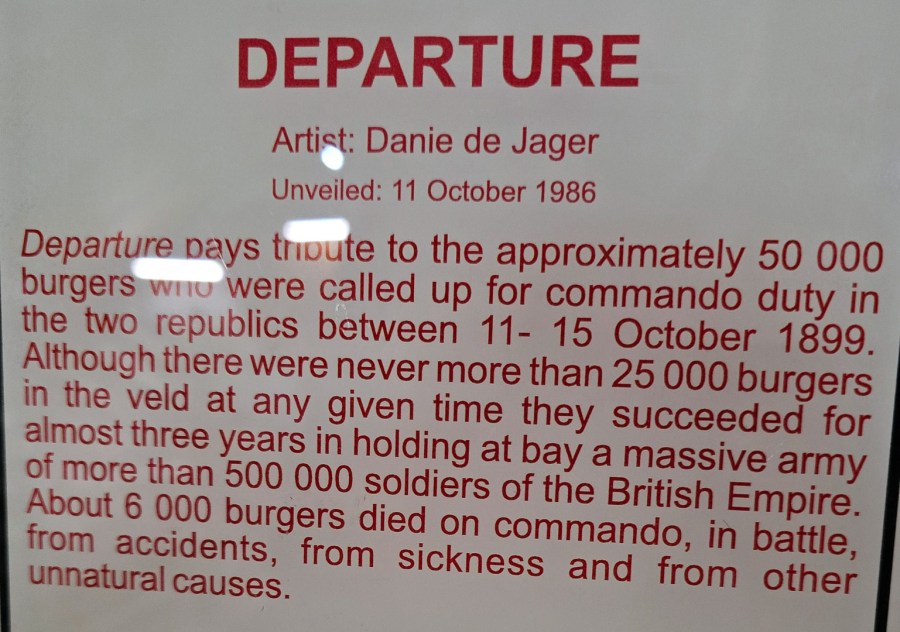 DEPARTURE
Artist: Danie de Jager
Unveiled: 11 October 1986
Departure pays tribute to the approximately 50 000
burgers who were called up for commando duty in
the two republics between 11- 15 October 1899.
Although there were never more than 25 000 burgers
in the veld at any given time they succeeded for
almost three years in holding at bay a massive army
of more than 500 000 soldiers of the British Empire.
About 6 000 burgers died on commando, in battle,
from accidents, from sickness and from other
unnatural causes.